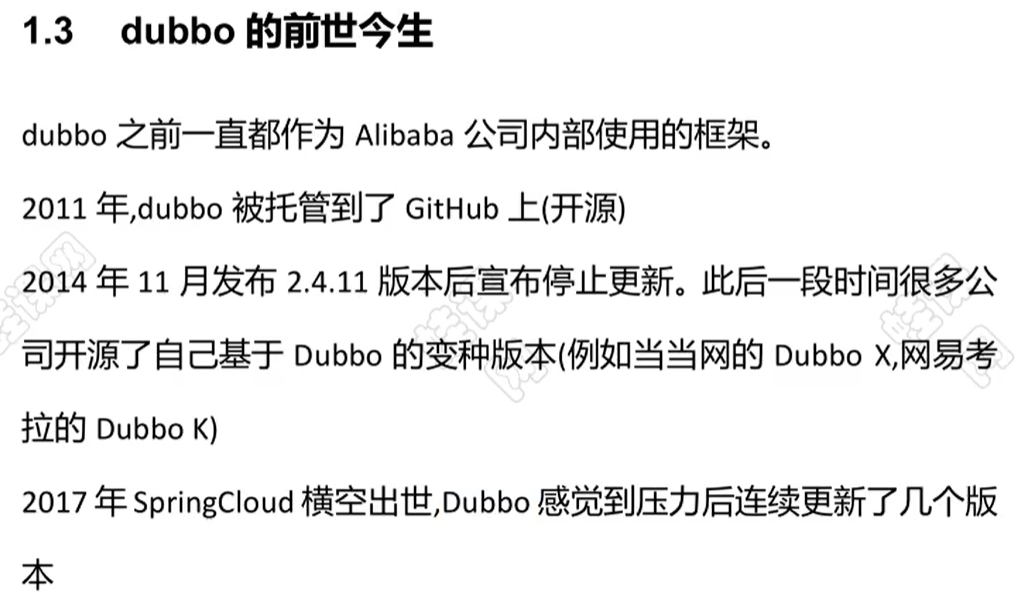 1.3 dubbo 的前世今生
dubbo 之前一直都作为 Alibaba 公司内部使用的框架。
2011 年,dubbo 被托管到了 GitHub 上(开源)
2014 年 11 月发布 2.4.11 版本后宣布停止更新。此后一段时间很多公
司开源了自己基于 Dubbo 的变种版本(例如当当网的 Dubbo X,网易考
拉的 Dubbo K)
2017 年 SpringCloud 横空出世,Dubbo 感觉到压力后连续更新了几个版
本